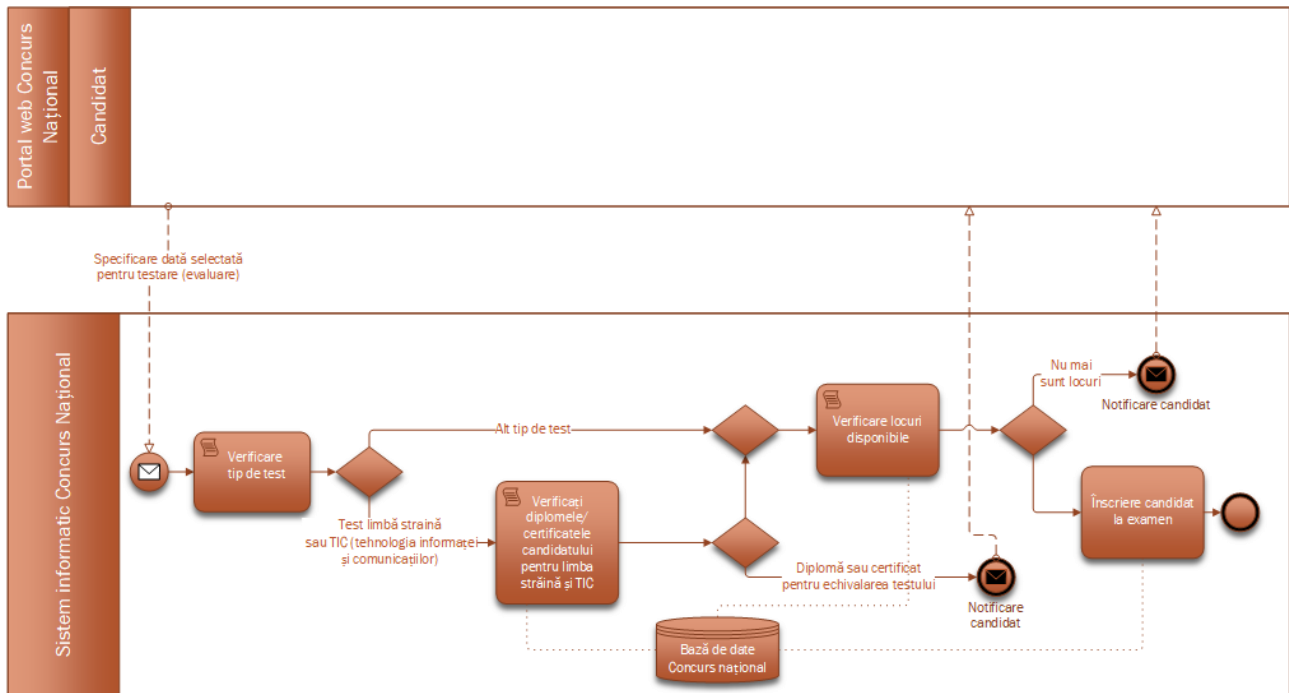 Portal web Concurs
Național
Candidat
Specificare dată selectată
pentru testare (evaluare)
Sistem informatic Concurs Național
Verificare
tip de test
Alt tip de test
Test limbă straină
sau TIC (tehnologia informației
și comunicațiilor)
Verificați
diplomele/
certificatele
candidatului
pentru limba
străină și TIC
Diplomă sau certificat
pentru echivalarea testului
Notificare
candidat
Verificare locuri
disponibile
Nu mai
sunt locuri
Notificare candidat
Înscriere candidat
la examen
Bază de date
Concurs național